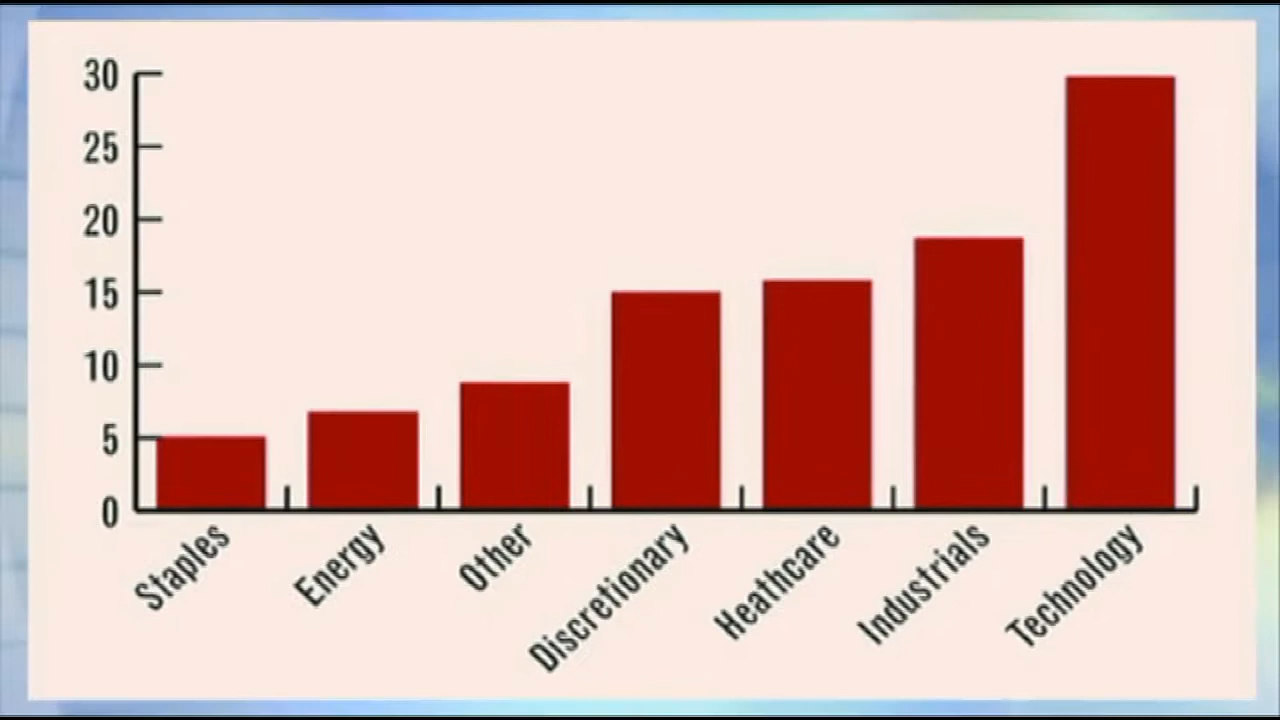 30
25
20
15
10
5
0
Staples
Energy
Other
Discretionary
Heathcare
Industrials
Technology